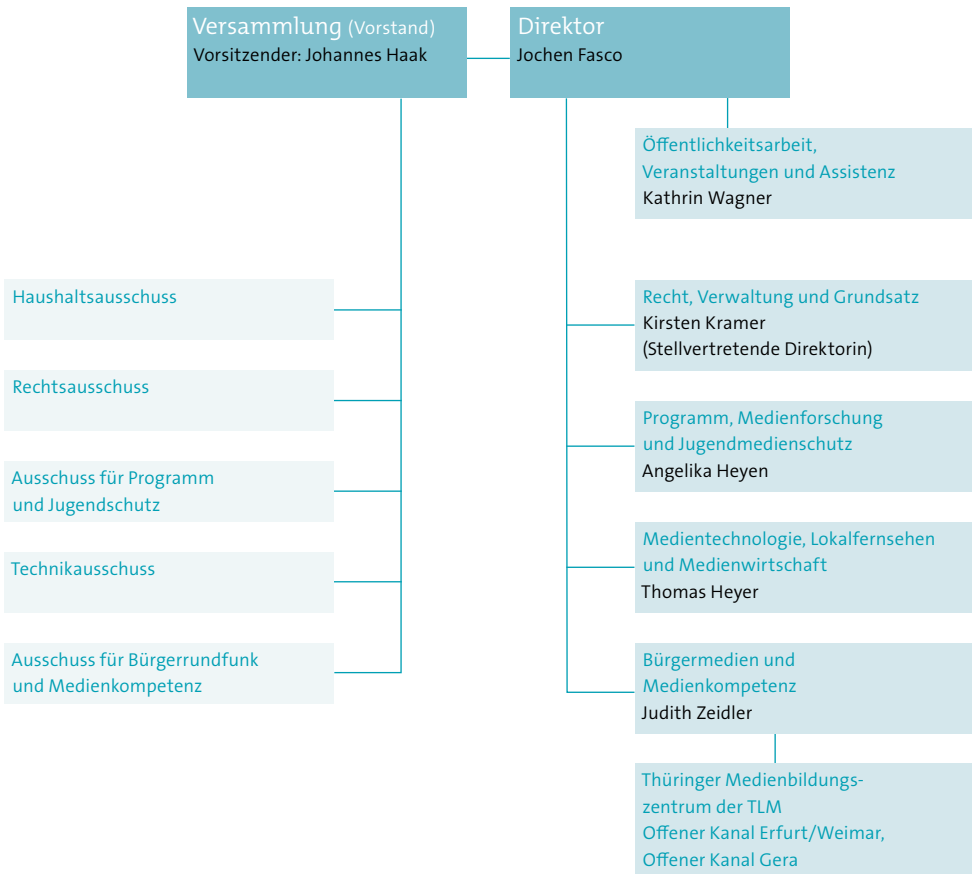 Versammlung (Vorstand)
Vorsitzender: Johannes Haak
Direktor
Jochen Fasco
Öffentlichkeitsarbeit,
Veranstaltungen und Assistenz
Kathrin Wagner
Haushaltsausschuss
Rechtsausschuss
Ausschuss für Programm
und Jugendschutz
Technikausschuss
Ausschuss für Bürgerrundfunk
und Medienkompetenz
Recht, Verwaltung und Grundsatz
Kirsten Kramer
(Stellvertretende Direktorin)
Programm, Medienforschung
und Jugendmedienschutz
Angelika Heyen
Medientechnologie, Lokalfernsehen
und Medienwirtschaft
Thomas Heyer
Bürgermedien und
Medienkompetenz
Judith Zeidler
Thüringer Medienbildungs-
zentrum der TLM
Offener Kanal Erfurt/Weimar,
Offener Kanal Gera